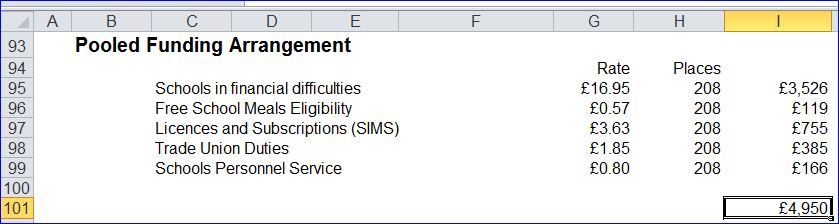 A B C D E F G H I
93 Pooled Funding Arrangement
94 Rate Places
95 Schools in financial difficulties £16.95 208 £3,526
96 Free School Meals Eligibility £0.57 208 £119
97 Licences and Subscriptions (SIMS) £3.63 208 £755
98 Trade Union Duties £1.85 208 £385
99 Schools Personnel Service £0.80 208 £166
100
101 £4,950